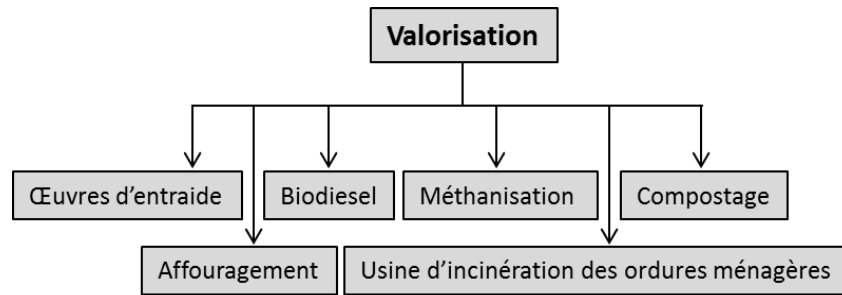 Valorisation
Œuvres d'entraide
Biodiesel
Méthanisation
Compostage
Affouragement
Usine d'incinération des ordures ménagères